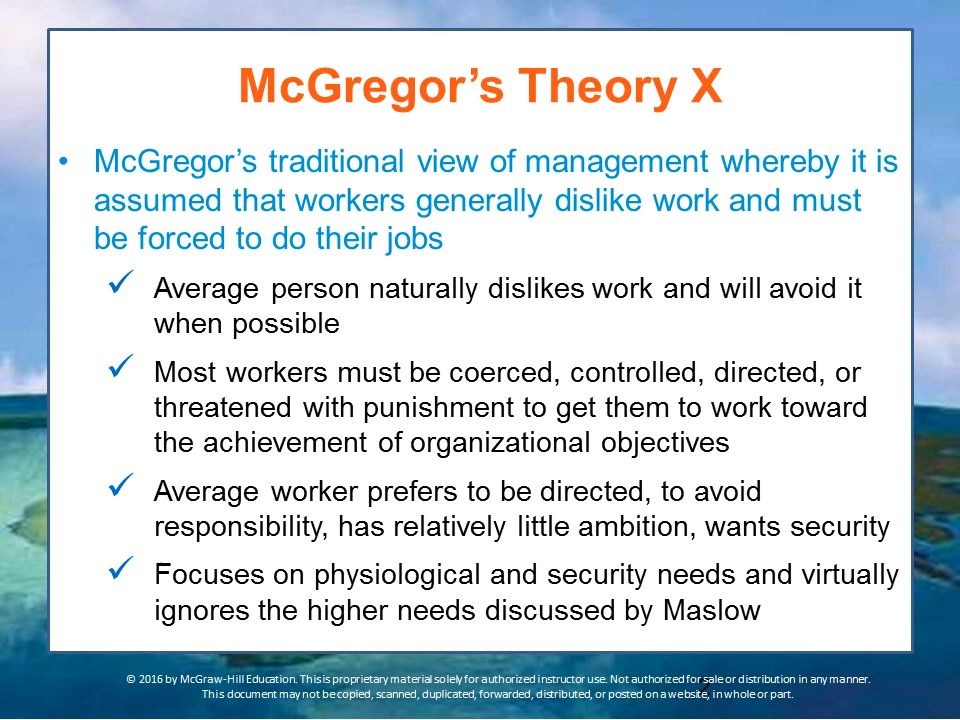 McGregor’s Theory X
• McGregor’s traditional view of management whereby it is
assumed that workers generally dislike work and must
be forced to do their jobs
✓ Average person naturally dislikes work and will avoid it
when possible
✓ Most workers must be coerced, controlled, directed, or
threatened with punishment to get them to work toward
the achievement of organizational objectives
✓ Average worker prefers to be directed, to avoid
responsibility, has relatively little ambition, wants security
✓ Focuses on physiological and security needs and virtually
ignores the higher needs discussed by Maslow
© 2016 by McGraw-Hill Education. This is proprietary material solely for authorized instructor use. Not authorized for sale or distribution in any manner.
This document may not be copied, scanned, duplicated, forwarded, distributed, or posted on a website, in whole or part.